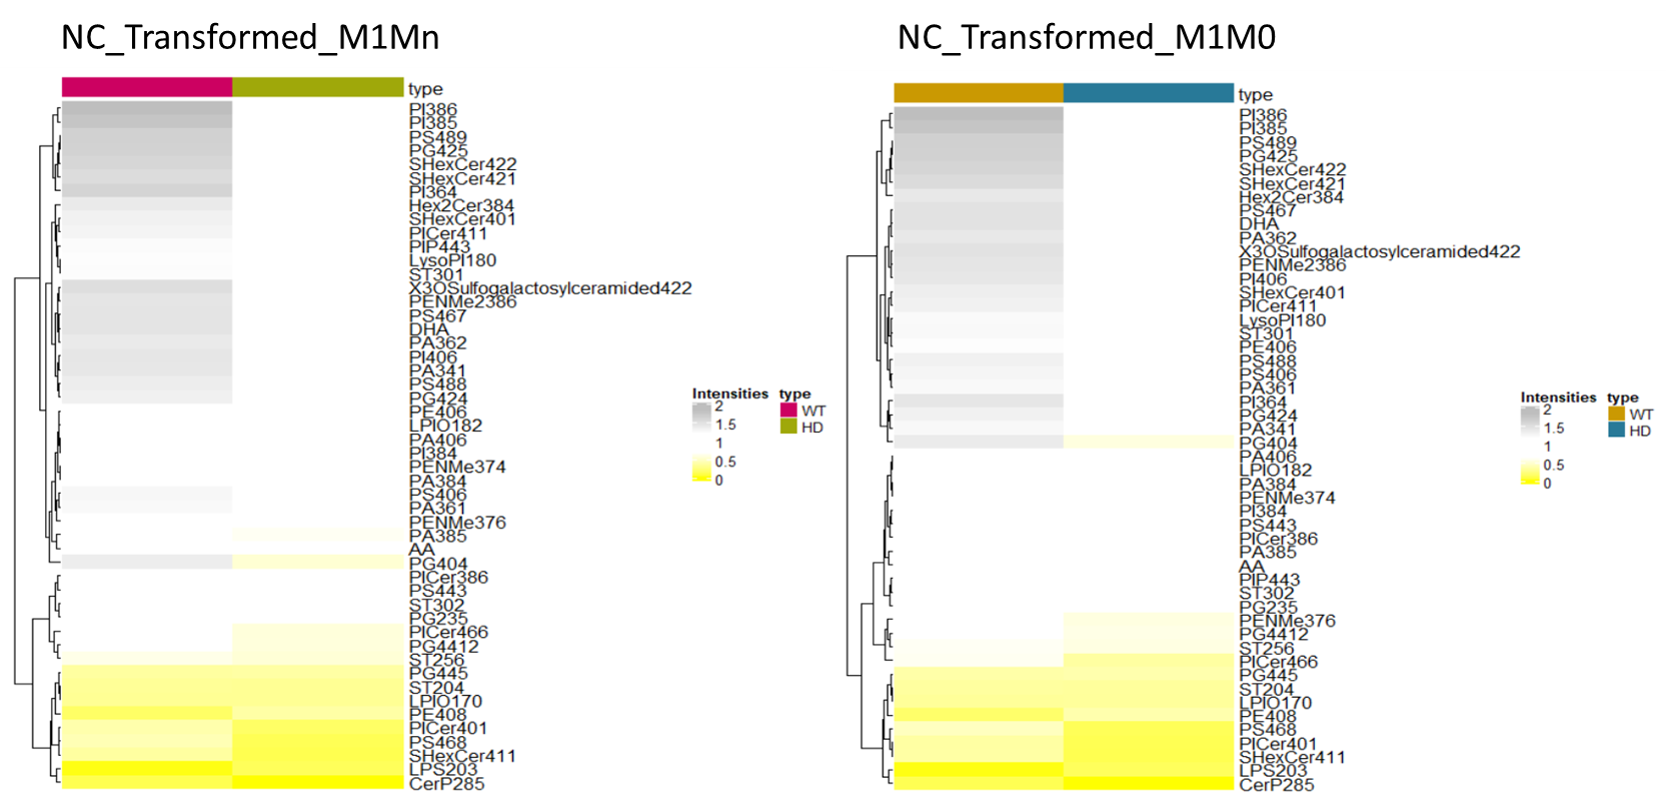 NC_Transformed_M1Mn
type
PI386
PI385
PS489
PG425
SHexCer422
SHexCer421
PI364
Hex2Cer384
SHexCer401
PICer411
PIP443
LysoPI180
ST301
X3OSulfogalactosylceramided422
PENMe2386
PS467
DHA
PA362
PI406
PA341
PS488
PG424
PE406
LPIO182
PA406
PI384
PENMe374
PA384
PS406
PA361
PENMe376
PA385
AA
PG404
PICer386
PS443
ST302
PG235
PICer466
PG4412
ST256
PG445
ST204
LPIO170
PE408
PICer401
PS468
SHexCer411
LPS203
CerP285
Intensities
2
1.5
1
0.5
0
type
WT
HD
NC_Transformed_M1M0
type
PI386
PI385
PS489
PG425
SHexCer422
SHexCer421
Hex2Cer384
PS467
DHA
PA362
X3OSulfogalactosylceramided422
PENMe2386
PI406
SHexCer401
PICer411
LysoPI180
ST301
PE406
PS488
PS406
PA361
PI364
PG424
PA341
PG404
PA406
LPIO182
PA384
PENMe374
PI384
PS443
PICer386
PA385
AA
PIP443
ST302
PG235
PENMe376
PG4412
ST256
PICer466
PG445
ST204
LPIO170
PE408
PS468
PICer401
SHexCer411
LPS203
CerP285
Intensities
2
1.5
1
0.5
0
type
WT
HD